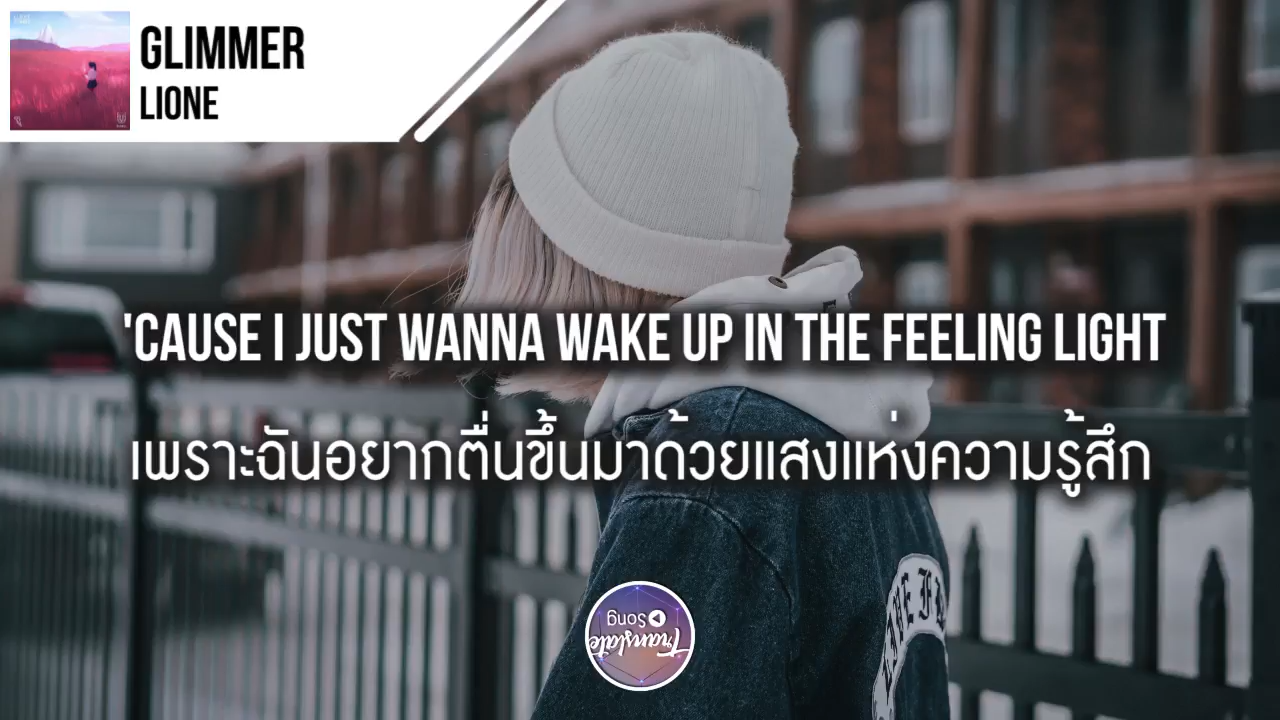 GLIMMER
LIONE
'CAUSE I JUST WANNA WAKE UP IN THE FEELING LIGHT
เพราะฉันอยากตื่นขึ้นมาด้วยแสงแห่งความรู้สึก
Translate
Song